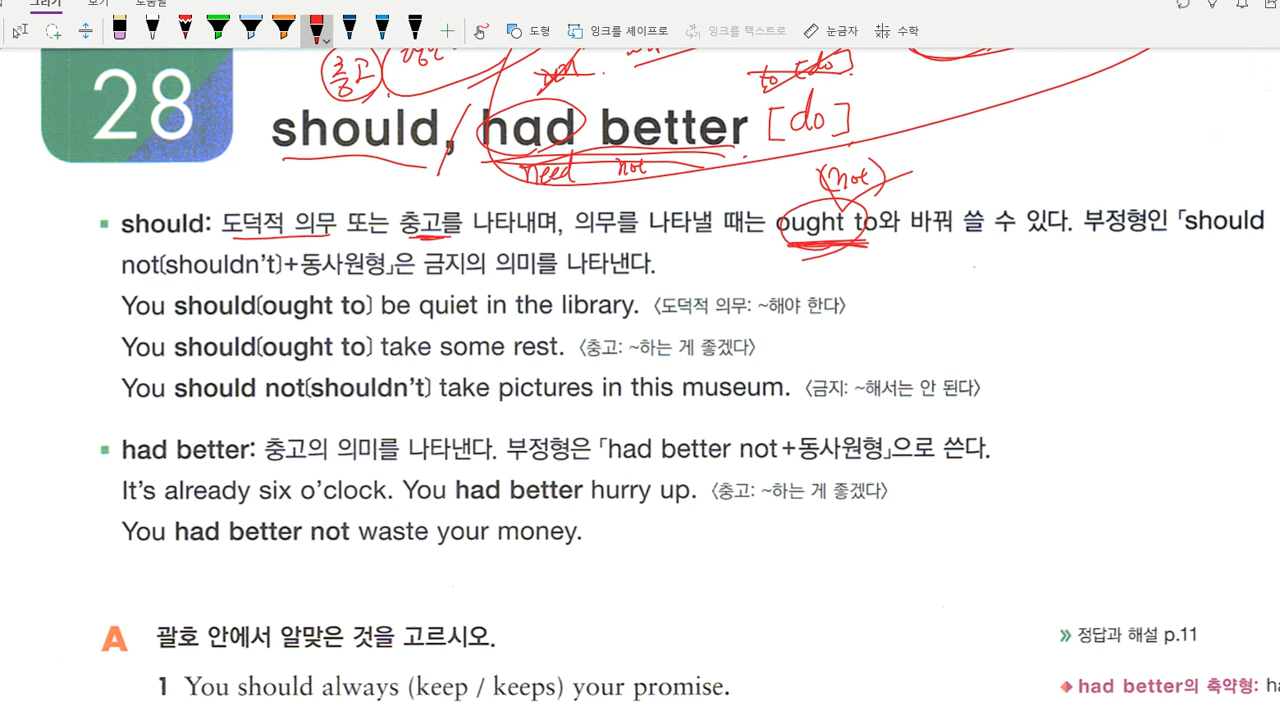 그리기 보기 도움말
도형 잉크를 셰이프로 잉크를 텍스트로 눈금자 수학
충고
to [do]
28
should, had better [do]
need not
(not)
should: 도덕적 의무 또는 충고를 나타내며, 의무를 나타낼 때는 ought to와 바꿔 쓸 수 있다. 부정형인 「should
not(shouldn't)+동사원형」은 금지의 의미를 나타낸다.
You should(ought to) be quiet in the library. 〈도덕적 의무: ~해야 한다〉
You should(ought to) take some rest. 〈충고: ~하는 게 좋겠다〉
You should not(shouldn't) take pictures in this museum. 〈금지: ~해서는 안 된다〉
had better: 충고의 의미를 나타낸다. 부정형은 「had better not+동사원형」으로 쓴다.
It's already six o'clock. You had better hurry up. 〈충고: ~하는 게 좋겠다〉
You had better not waste your money.
A 괄호 안에서 알맞은 것을 고르시오.
» 정답과 해설 p.11
1 You should always (keep / keeps) your promise.
◆ had better의 축약형: ha